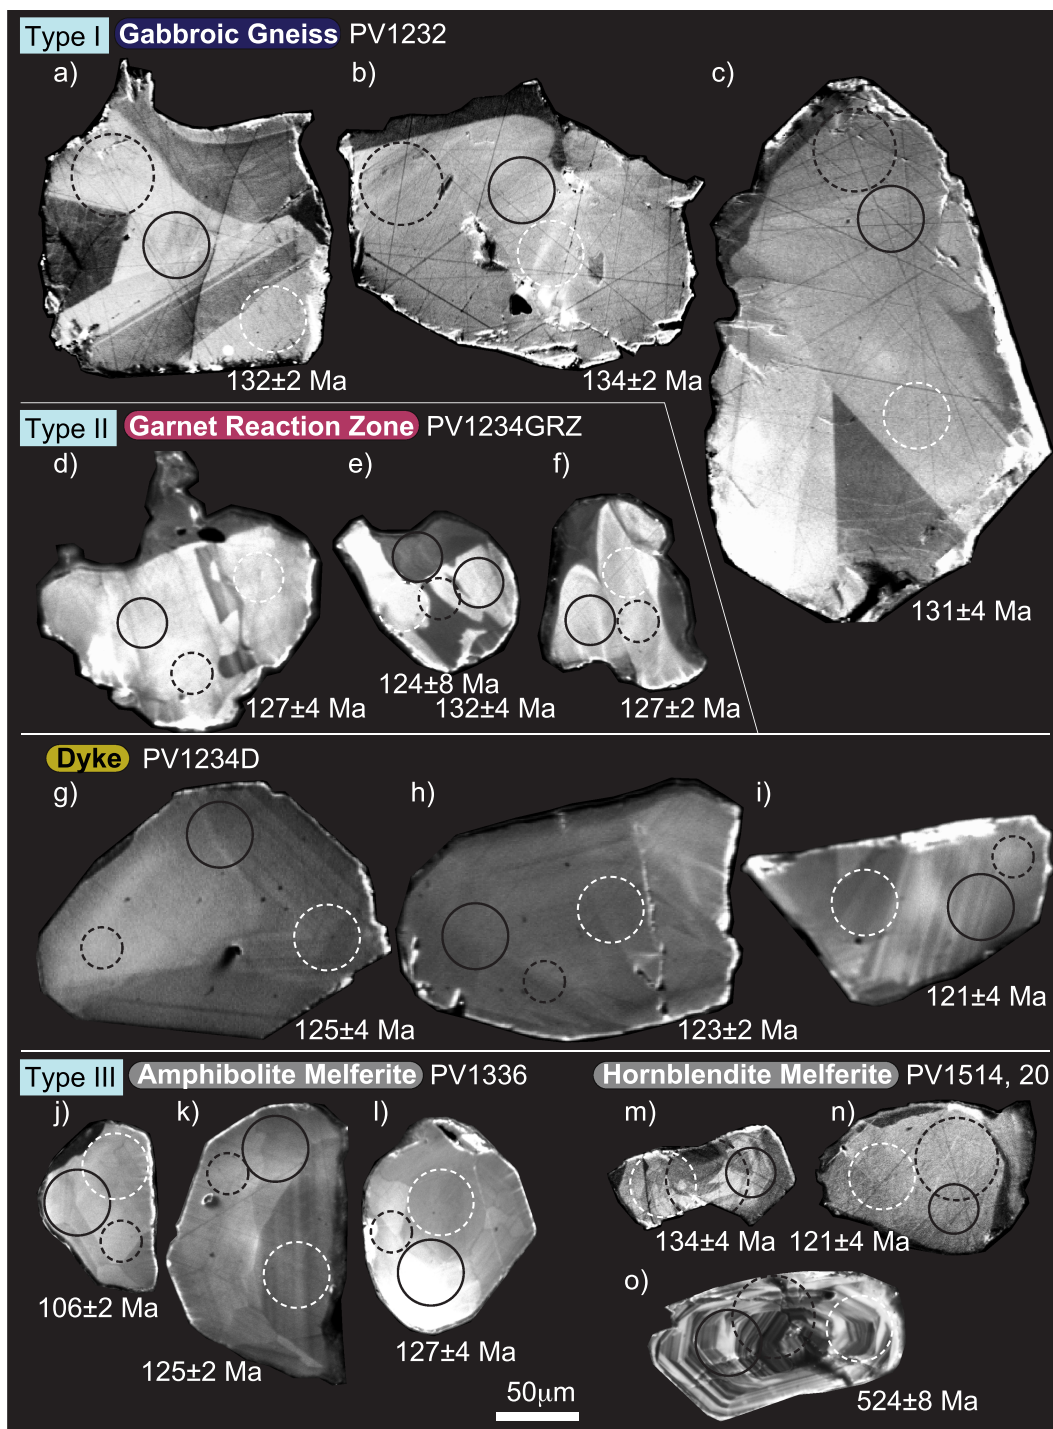 Type I Gabbroic Gneiss PV1232
a) b) c)
132±2 Ma 134±2 Ma
131±4 Ma
Type II Garnet Reaction Zone PV1234GRZ
d) e) f)
127±4 Ma 124±8 Ma 132±4 Ma 127±2 Ma
Dyke PV1234D
g) h) i)
125±4 Ma 123±2 Ma 121±4 Ma
Type III Amphibolite Melferite PV1336 Hornblendite Melferite PV1514, 20
j) k) l) m) n)
134±4 Ma 121±4 Ma
o)
106±2 Ma 125±2 Ma 127±4 Ma
50μm
524±8 Ma